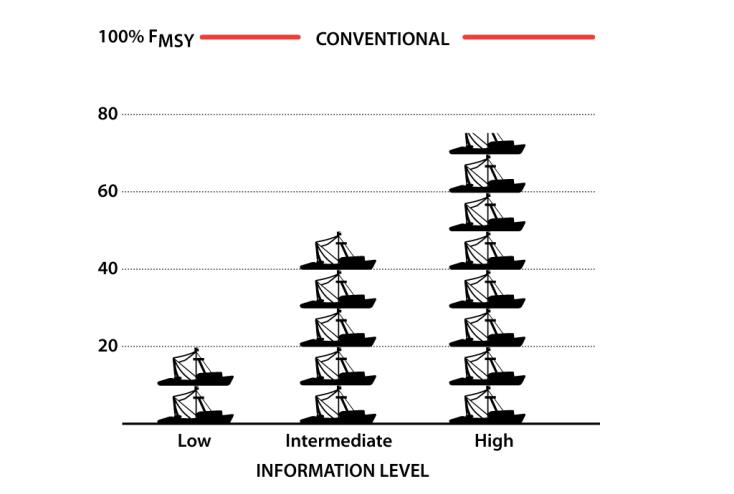 100% FMSY CONVENTIONAL
80
60
40
20
Low Intermediate High
INFORMATION LEVEL